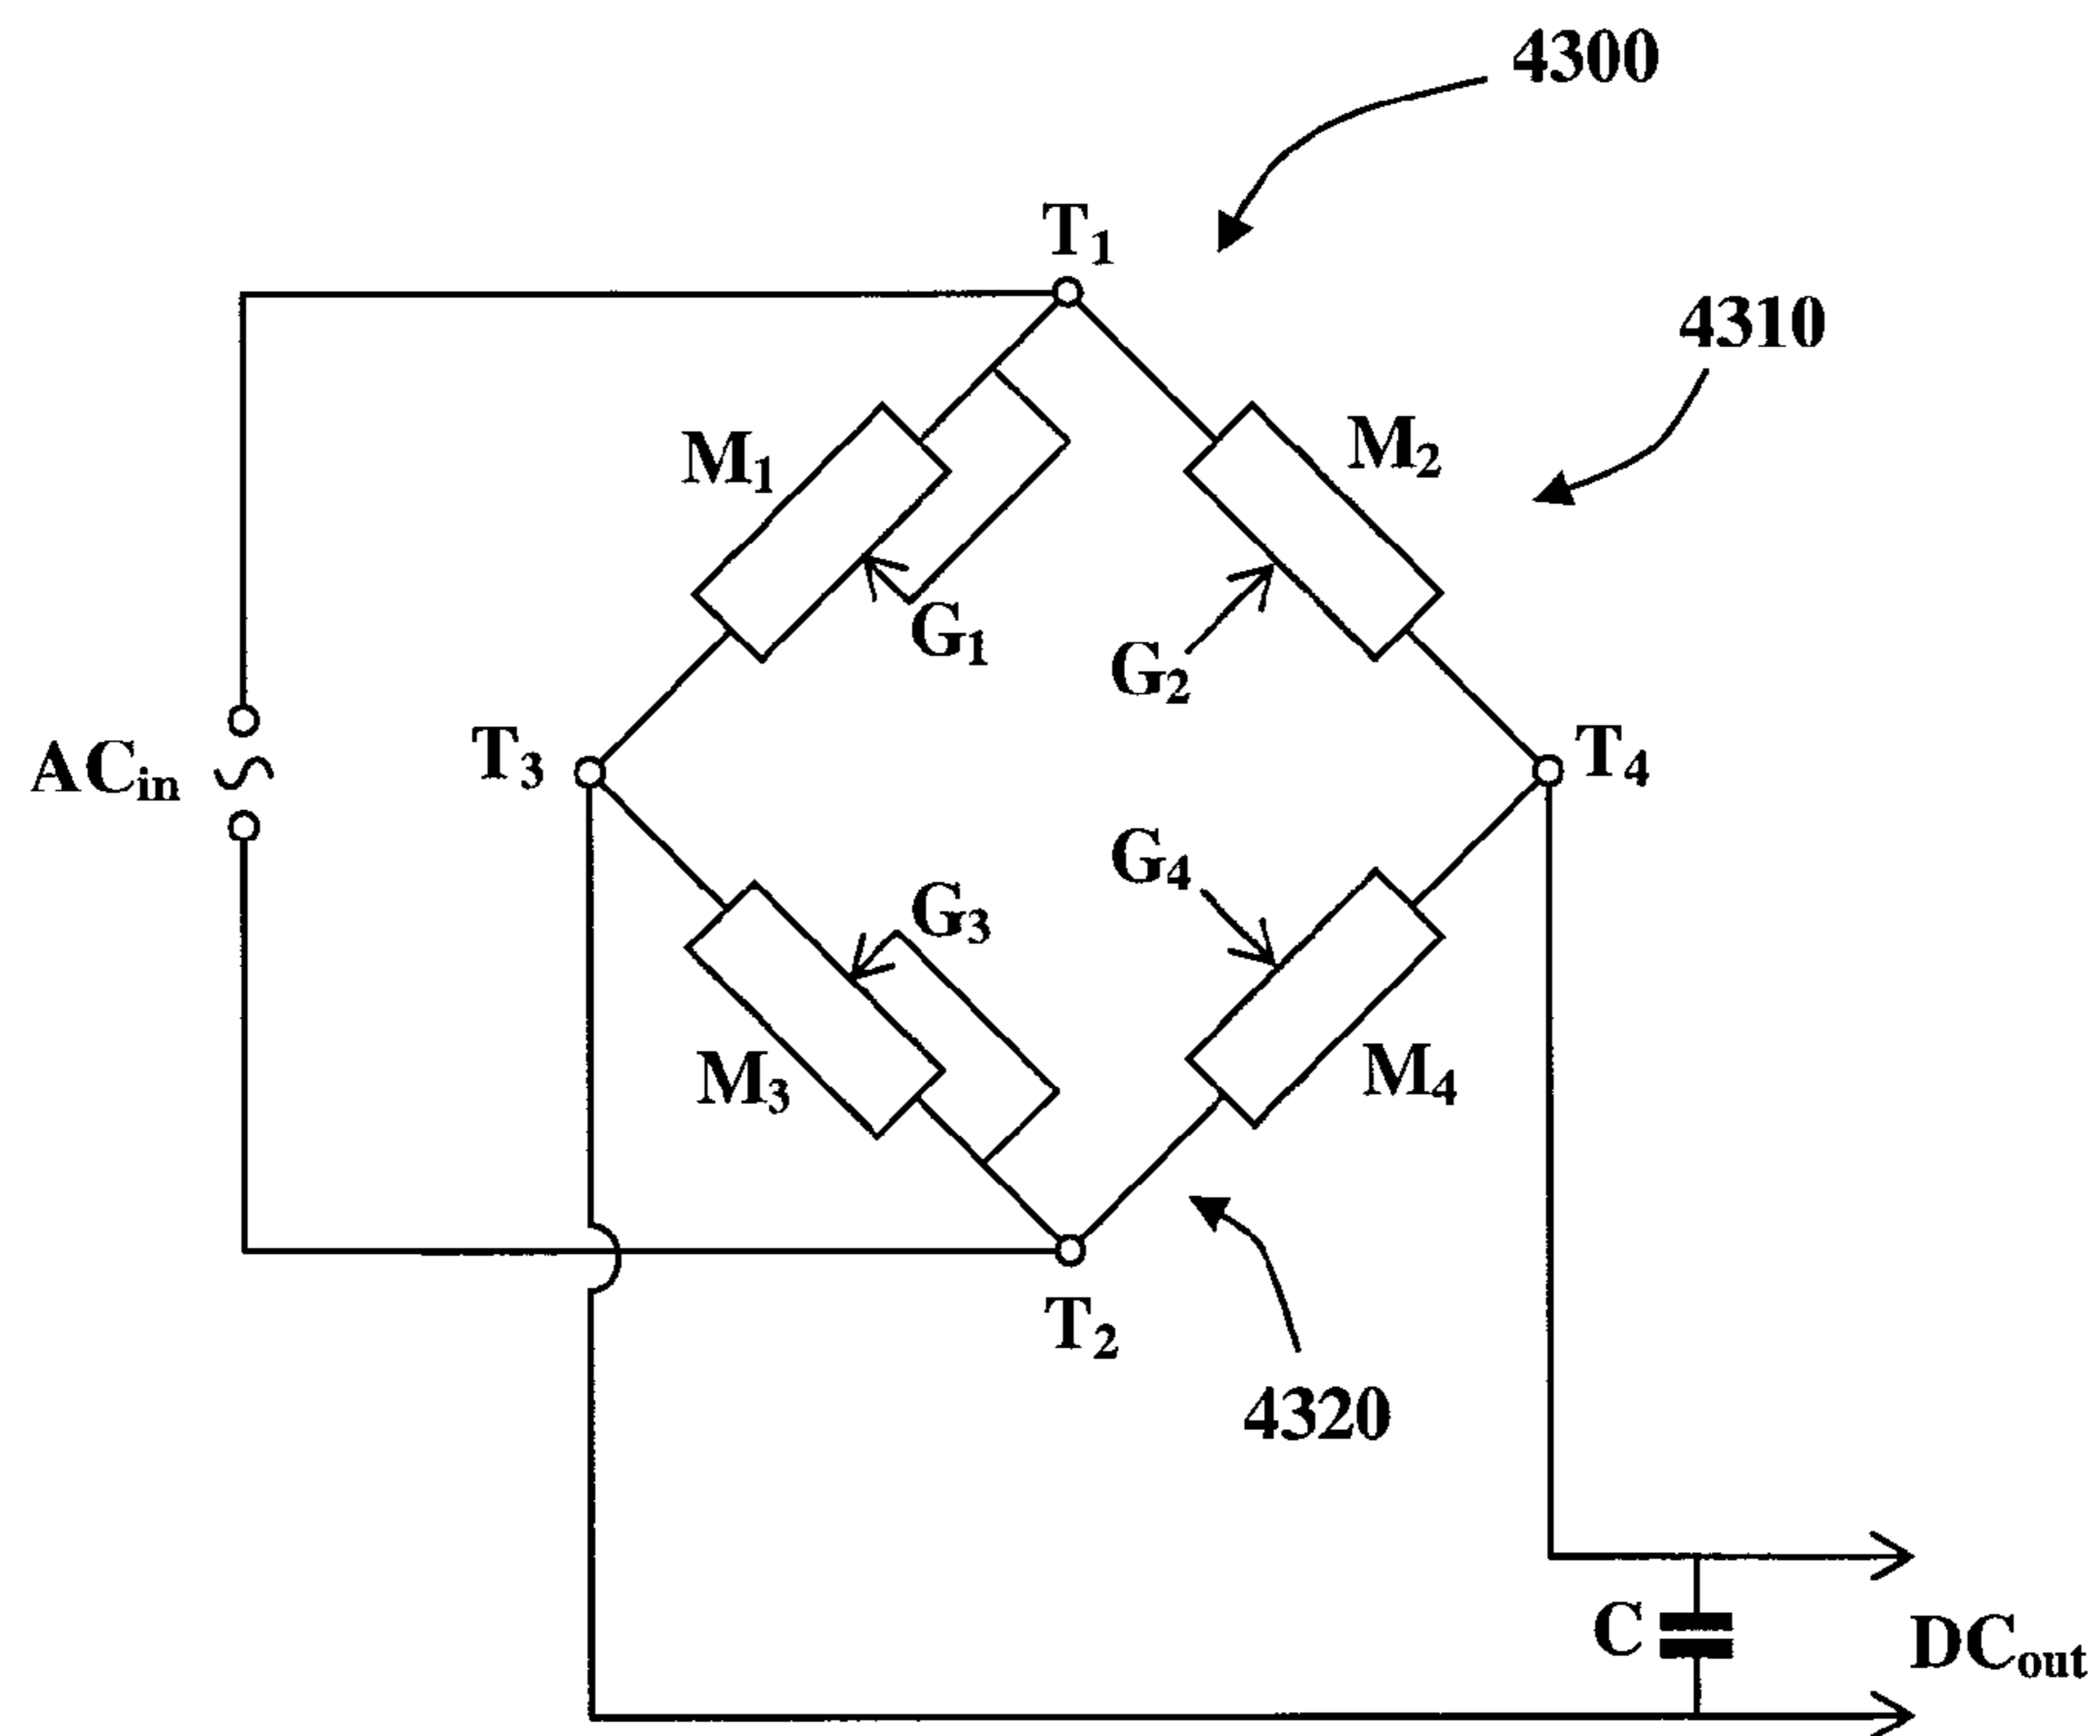 4300
T₁
4310
M₁
M₂
G₁
G₂
T₃
T₄
ACᵢₙ
G₄
G₃
M₃
M₄
T₂
4320
C
DCₒᵤₜ